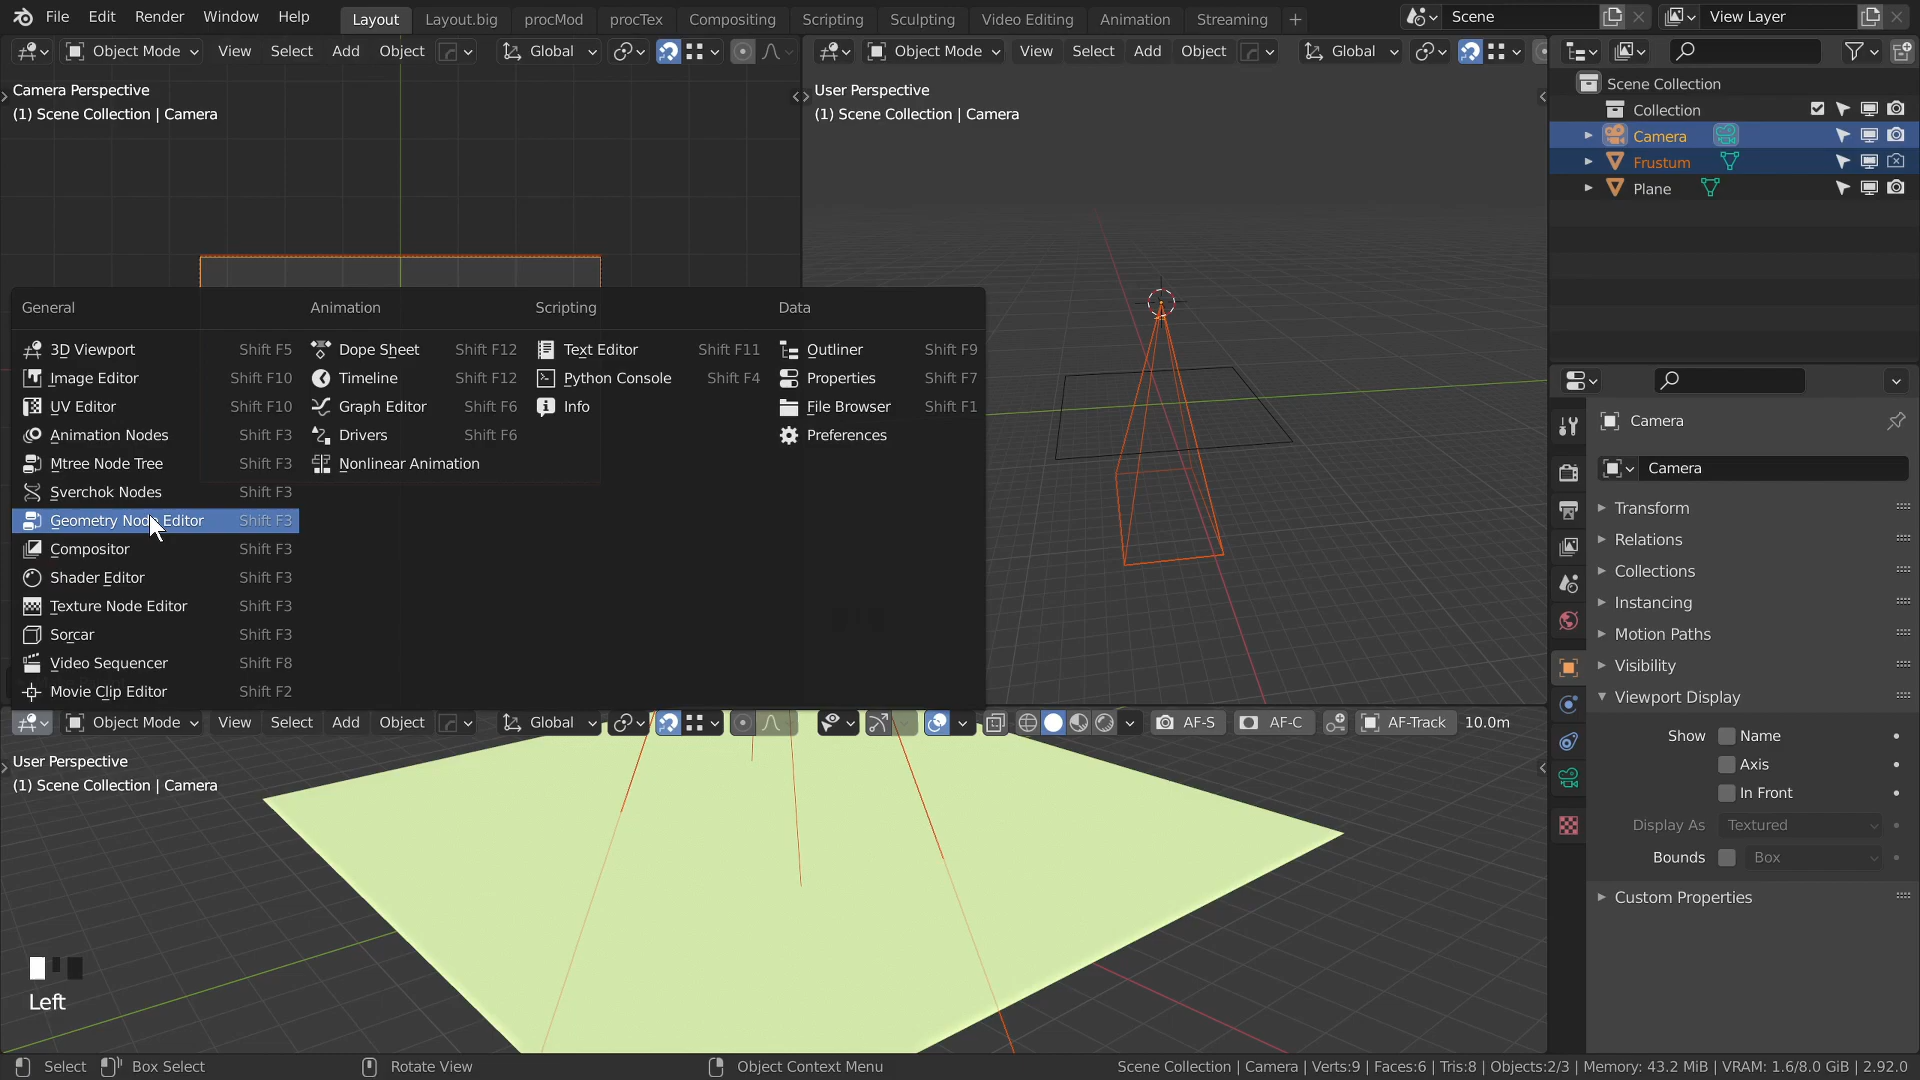 File Edit Render Window Help Layout Layout.big procMod procTex Compositing Scripting Sculpting Video Editing Animation Streaming + Scene View Layer
Object Mode View Select Add Object Global Object Mode View Select Add Object Global
Camera Perspective
(1) Scene Collection | Camera
User Perspective
(1) Scene Collection | Camera
Scene Collection
Collection
Camera
Frustum
Plane
General Animation Scripting Data
3D Viewport Shift F5 Dope Sheet Shift F12 Text Editor Shift F11 Outliner Shift F9
Image Editor Shift F10 Timeline Shift F12 Python Console Shift F4 Properties Shift F7
UV Editor Shift F10 Graph Editor Shift F6 Info File Browser Shift F1
Animation Nodes Shift F3 Drivers Shift F6 Preferences
Mtree Node Tree Shift F3 Nonlinear Animation
Sverchok Nodes Shift F3
Geometry Node Editor Shift F3
Compositor Shift F3
Shader Editor Shift F3
Texture Node Editor Shift F3
Sorcar Shift F3
Video Sequencer Shift F8
Movie Clip Editor Shift F2
Camera
Camera
Transform
Relations
Collections
Instancing
Motion Paths
Visibility
Viewport Display
Show Name
Axis
In Front
Display As Textured
Bounds Box
Custom Properties
Object Mode View Select Add Object Global AF-S AF-C AF-Track 10.0m
User Perspective
(1) Scene Collection | Camera
Left
Select Box Select Rotate View Object Context Menu Scene Collection | Camera | Verts:9 | Faces:6 | Tris:8 | Objects:2/3 | Memory: 43.2 MiB | VRAM: 1.6/8.0 GiB | 2.92.0